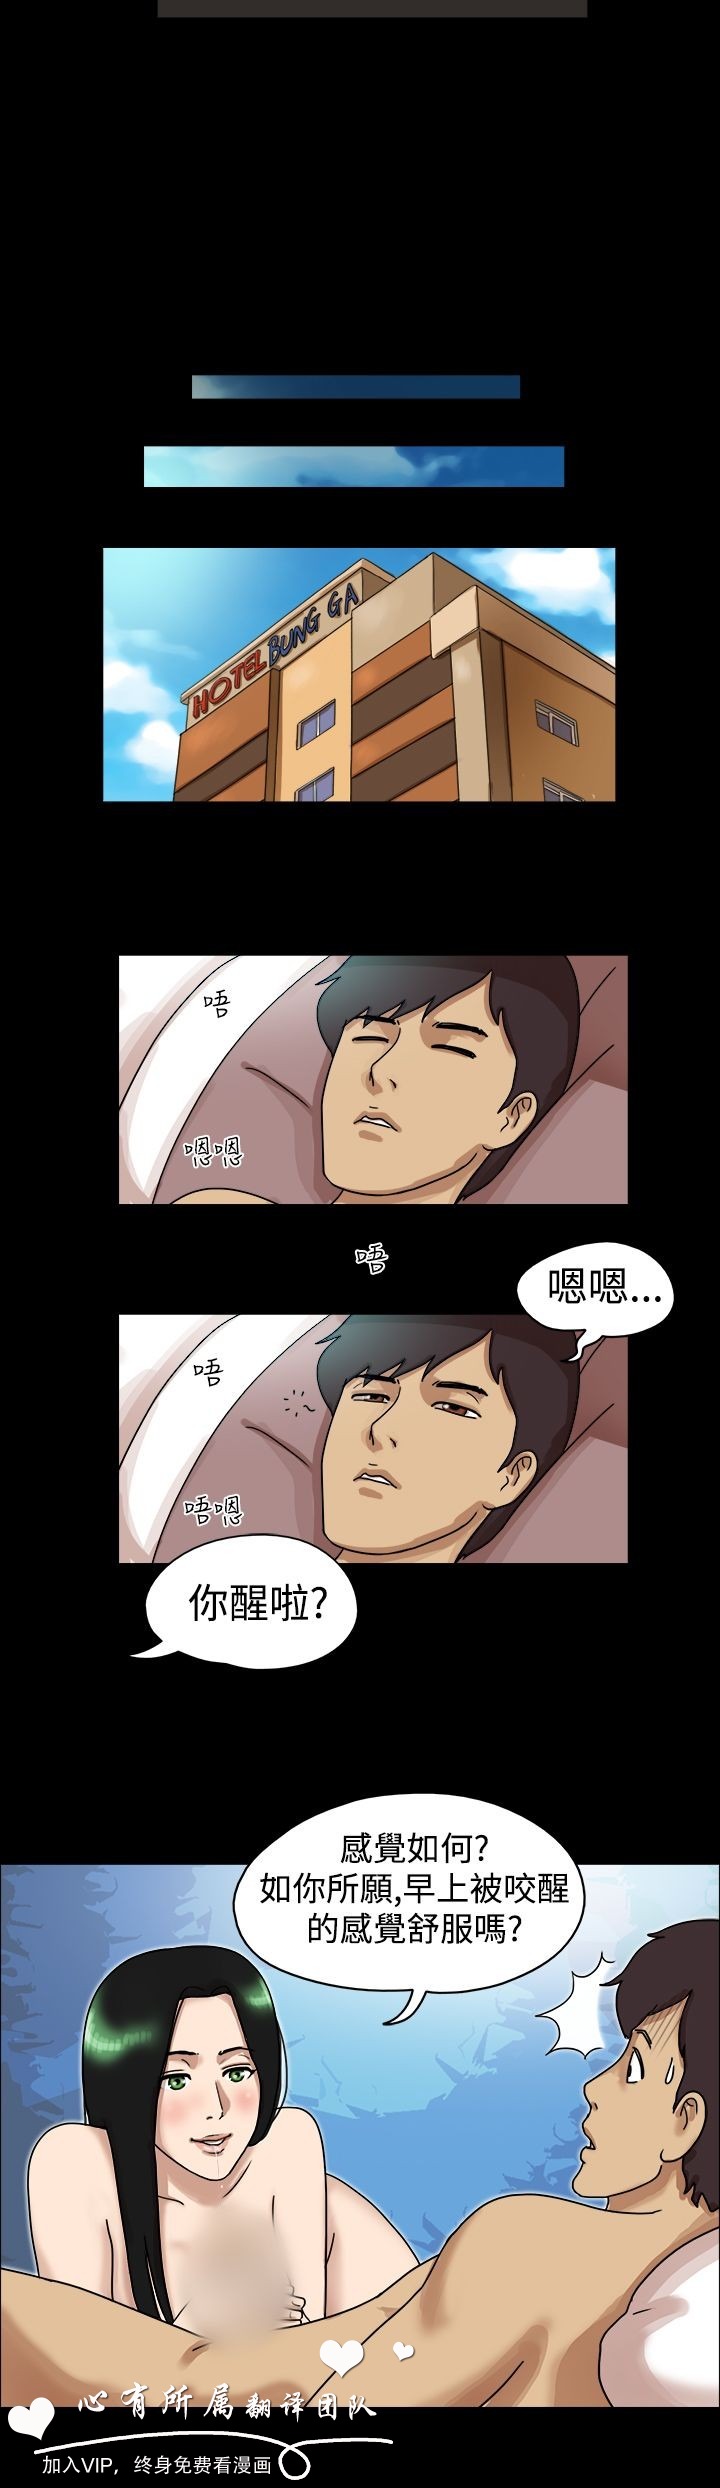 HOTEL BUNG GA
唔
嗯嗯
唔
嗯嗯...
唔
唔嗯
你醒啦?
感覺如何?
如你所願,早上被咬醒
的感覺舒服嗎?
心有所属翻译团队
加入VIP，终身免费看漫画